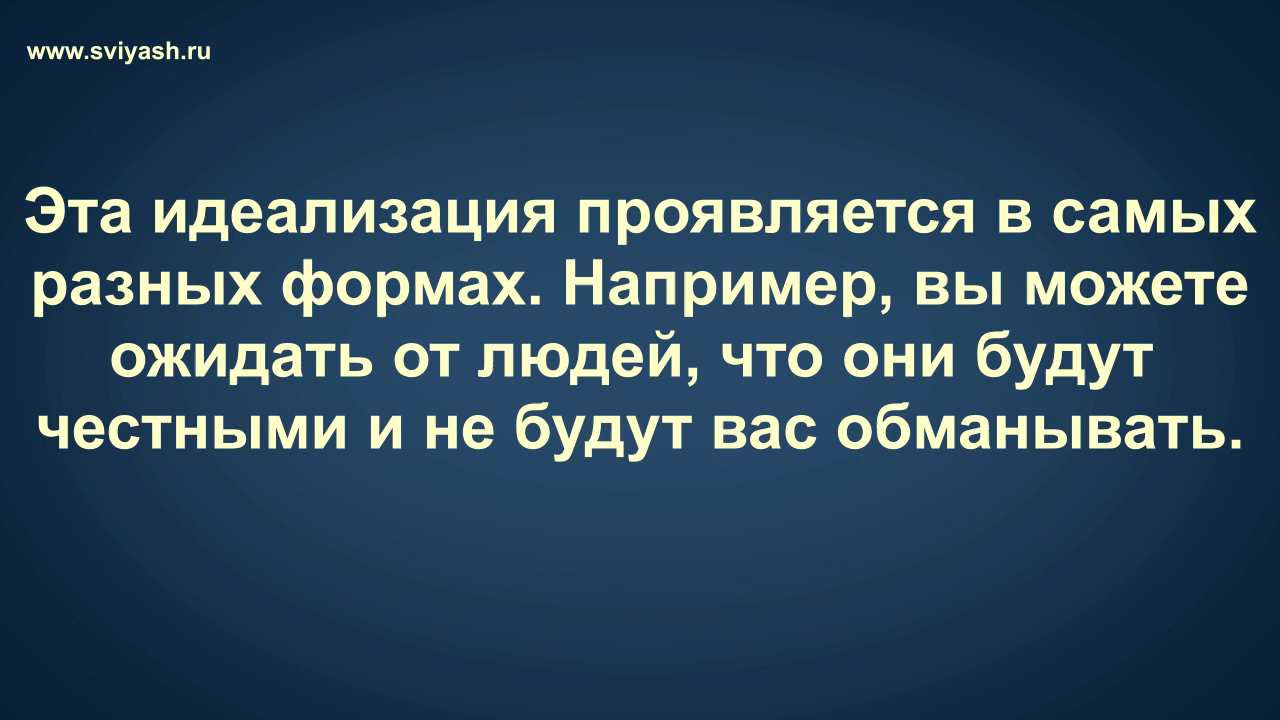 www.sviyash.ru
Эта идеализация проявляется в самых
разных формах. Например, вы можете
ожидать от людей, что они будут
честными и не будут вас обманывать.